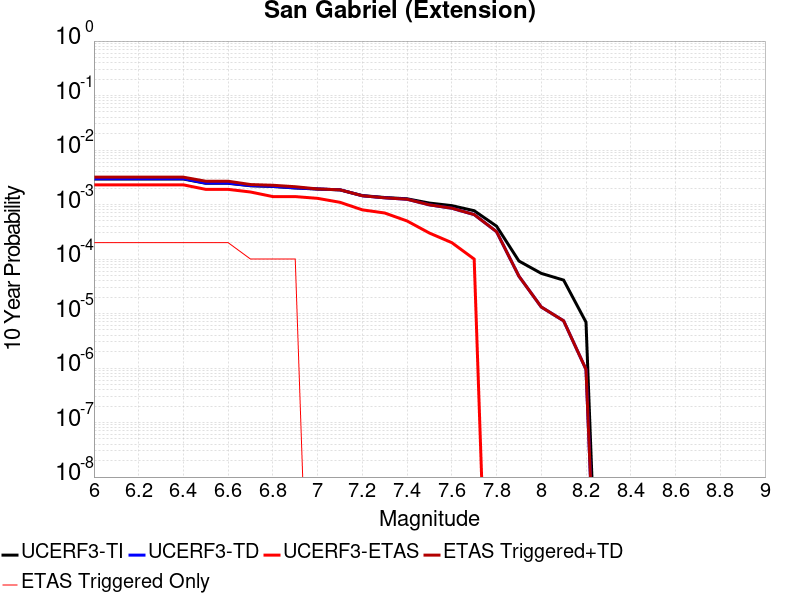 San Gabriel (Extension)
10^0
10^-1
10^-2
10^-3
10^-4
10^-5
10^-6
10^-7
10^-8
10 Year Probability
6 6.2 6.4 6.6 6.8 7 7.2 7.4 7.6 7.8 8 8.2 8.4 8.6 8.8 9
Magnitude
UCERF3-TI UCERF3-TD UCERF3-ETAS ETAS Triggered+TD
ETAS Triggered Only